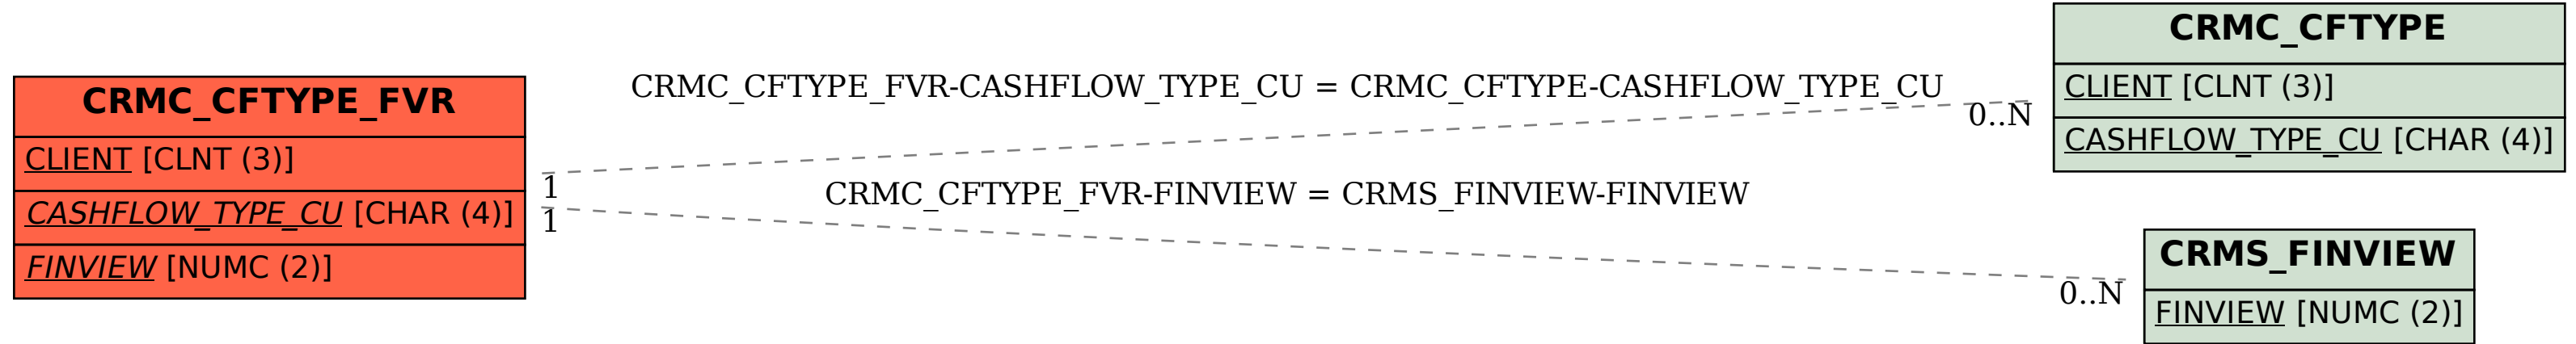 CRMC_CFTYPE_FVR
CLIENT [CLNT (3)]
CASHFLOW_TYPE_CU [CHAR (4)]
FINVIEW [NUMC (2)]
CRMC_CFTYPE_FVR-CASHFLOW_TYPE_CU = CRMC_CFTYPE-CASHFLOW_TYPE_CU
0..N
1
CRMC_CFTYPE_FVR-FINVIEW = CRMS_FINVIEW-FINVIEW
1
0..N
CRMC_CFTYPE
CLIENT [CLNT (3)]
CASHFLOW_TYPE_CU [CHAR (4)]
CRMS_FINVIEW
FINVIEW [NUMC (2)]